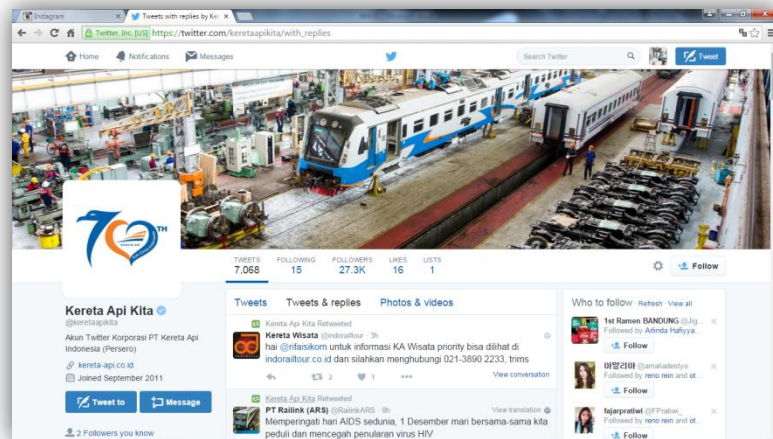 Instagram
Tweets with replies by Ker
Twitter, Inc. [US] https://twitter.com/keretaapikita/with_replies
Home Notifications Messages
Search Twitter
Tweet
70TH
TWEETS FOLLOWING FOLLOWERS LIKES LISTS
7,068 15 27.3K 16 1
Follow
Kereta Api Kita
@keretaapikita
Akun Twitter Korporasi PT Kereta Api
Indonesia (Persero)
kereta-api.co.id
Joined September 2011
Tweet to Message
2 Followers you know
Tweets Tweets & replies Photos & videos
Kereta Api Kita Retweeted
Kereta Wisata @indorailtour · 3h
hai @nfaisikom untuk informasi KA Wisata priority bisa dilihat di
indorailtour.co.id dan silahkan menghubungi 021-3890 2233, trims
2 1 View conversation
Kereta Api Kita Retweeted
PT Railink (ARS) @RailinkARS · 8h View translation
Memperingati hari AIDS sedunia, 1 Desember mari bersama-sama kita
peduli dan mencegah penularan virus HIV
Who to follow · Refresh · View all
1st Ramen BANDUNG @Jig...
Followed by Arlinda Hafiyya...
Follow
@amaliadestyo
Followed by reno rein and ot...
Follow
fajarpratiwi @FPratiwi_
Followed by reno rein and ot...
Follow